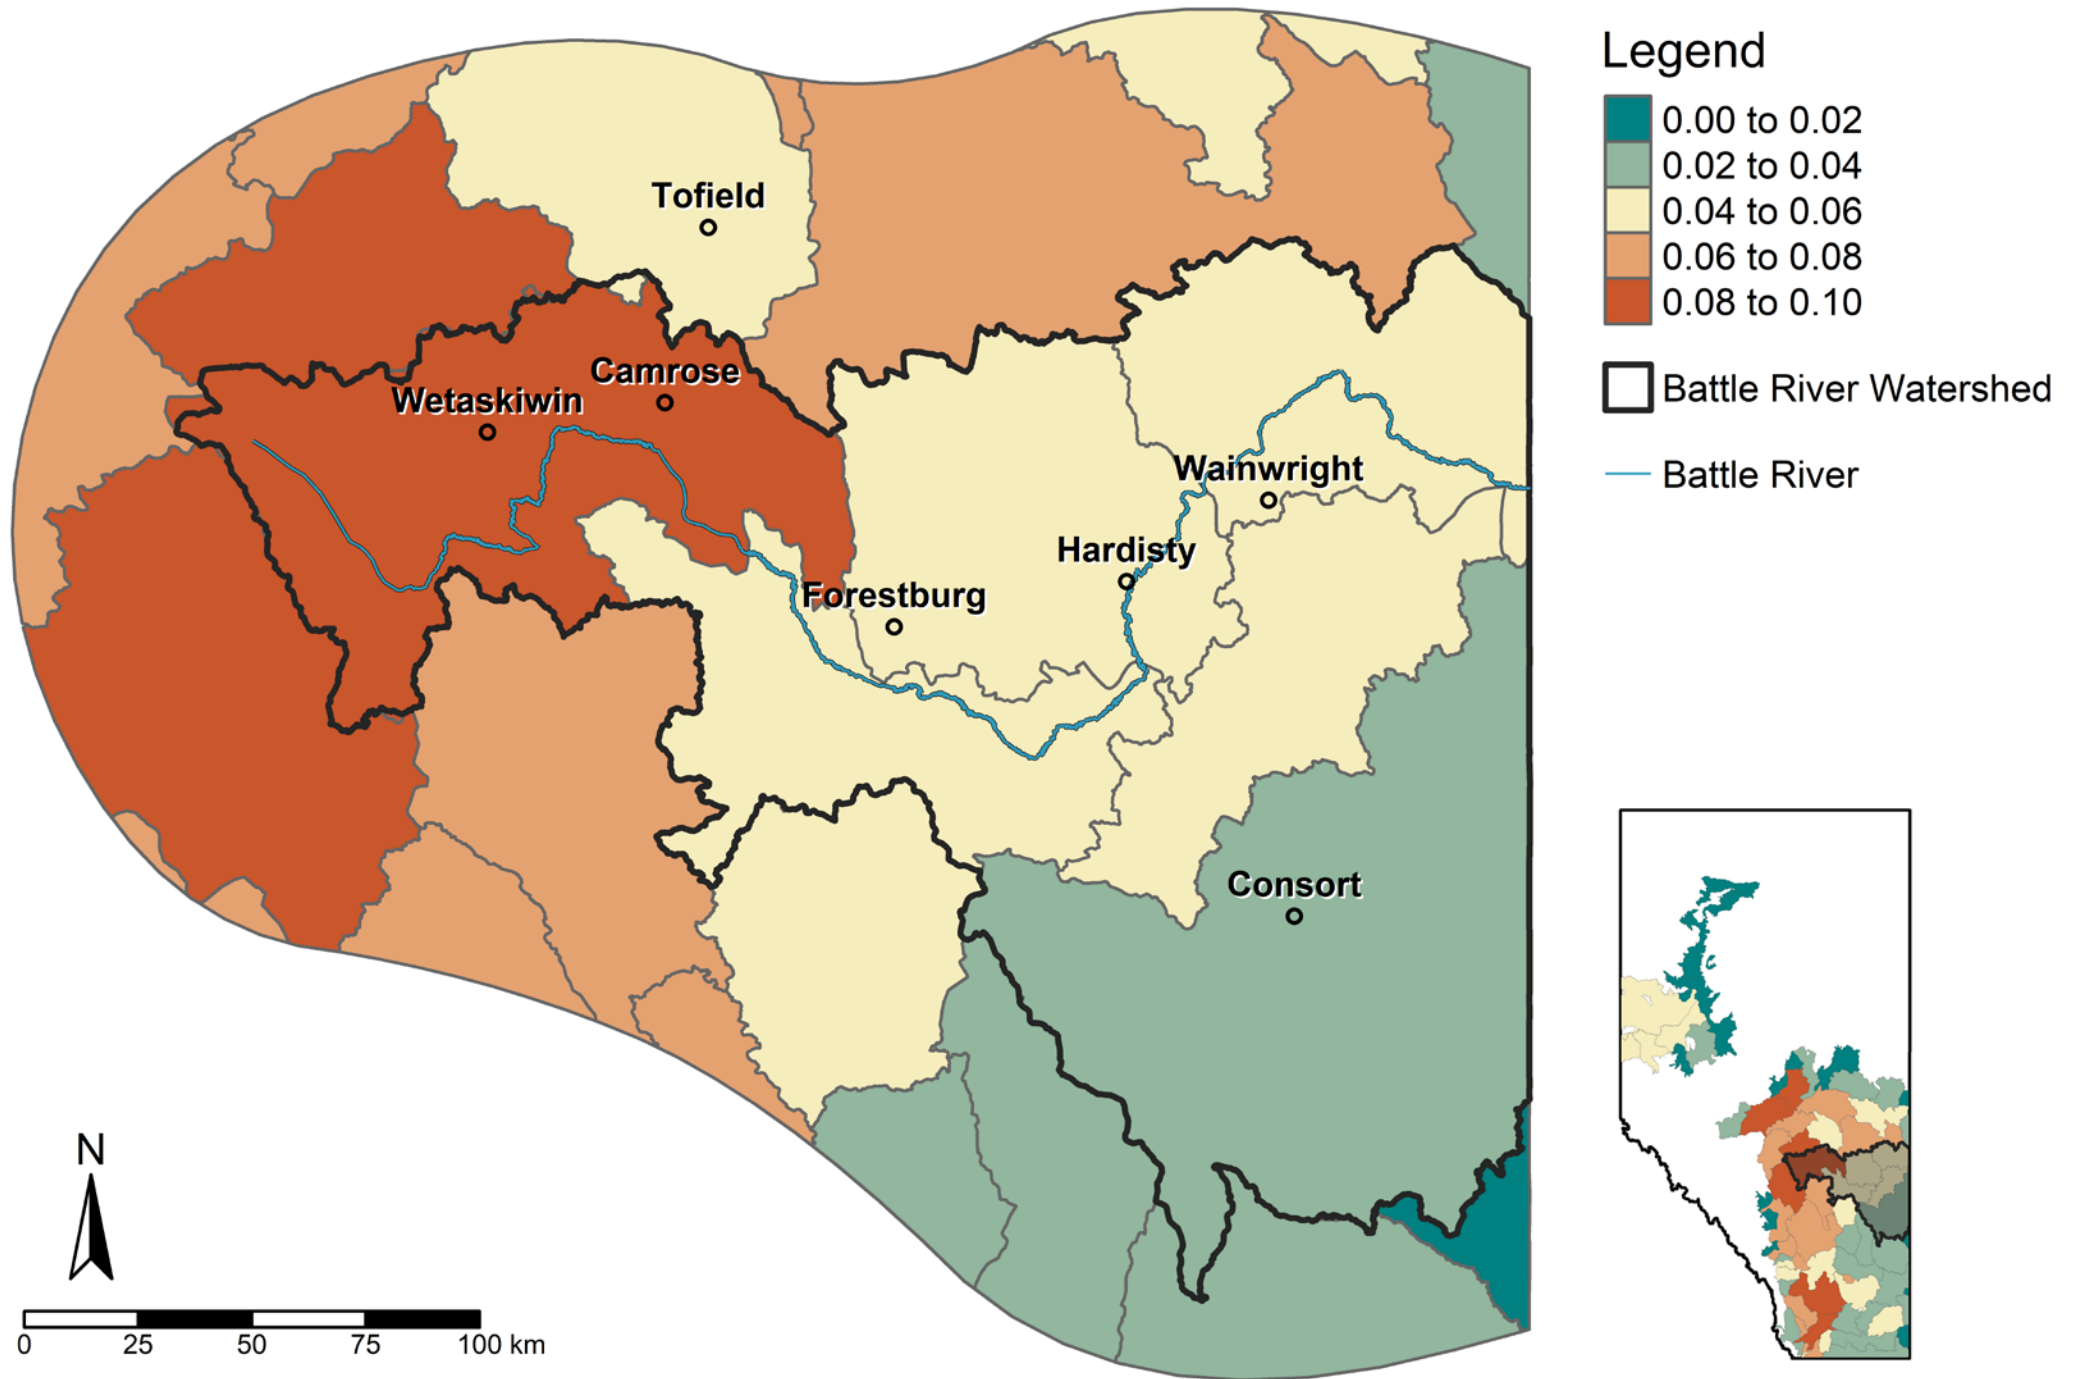 Legend
0.00 to 0.02
0.02 to 0.04
0.04 to 0.06
0.06 to 0.08
0.08 to 0.10
Battle River Watershed
Battle River
Tofield
Camrose
Wetaskiwin
Wainwright
Hardisty
Forestburg
Consort
N
0 25 50 75 100 km